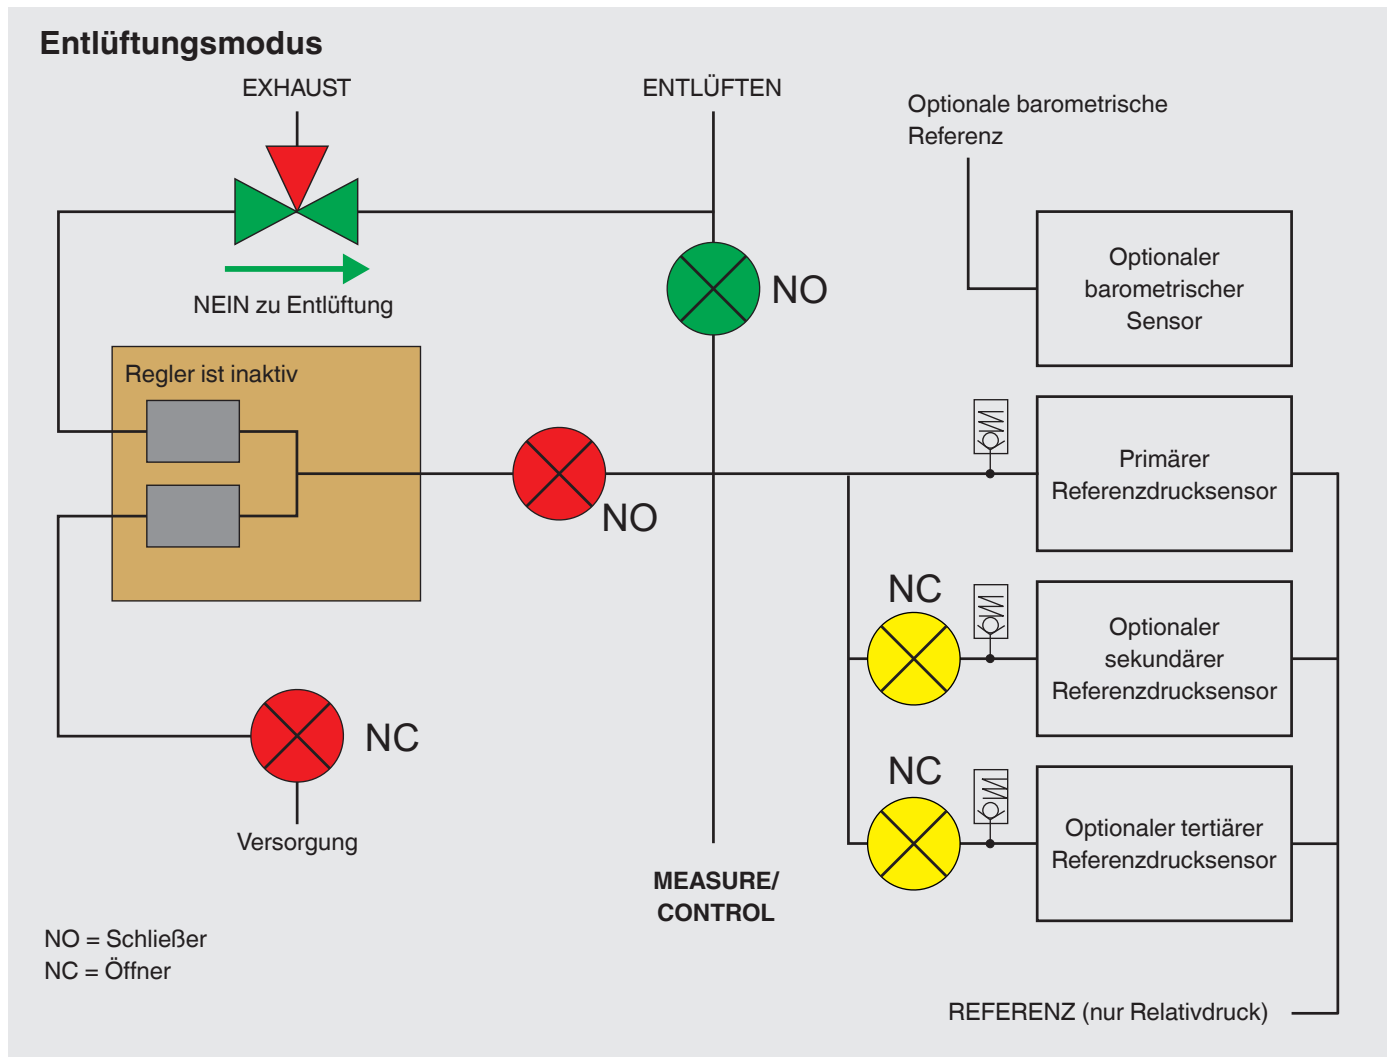 Entlüftungsmodus
EXHAUST
ENTLÜFTEN
Optionale barometrische
Referenz
NEIN zu Entlüftung
NO
Optionaler
barometrischer
Sensor
Regler ist inaktiv
NO
Primärer
Referenzdrucksensor
NC
Optionaler
sekundärer
Referenzdrucksensor
NC
Versorgung
NC
Optionaler tertiärer
Referenzdrucksensor
MEASURE/
CONTROL
NO = Schließer
NC = Öffner
REFERENZ (nur Relativdruck)